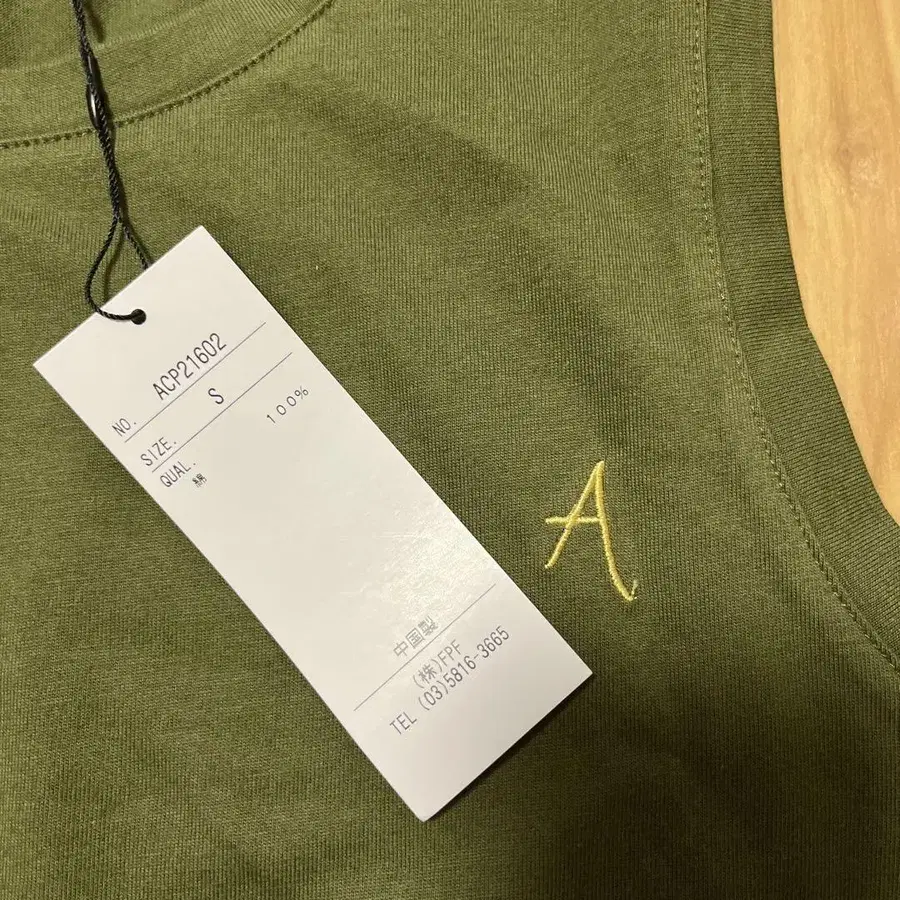 NO. ACP21602
SIZE. S
QUAL. 100%
綿
中国製
(株)FPF
TEL (03)5816-3665
A